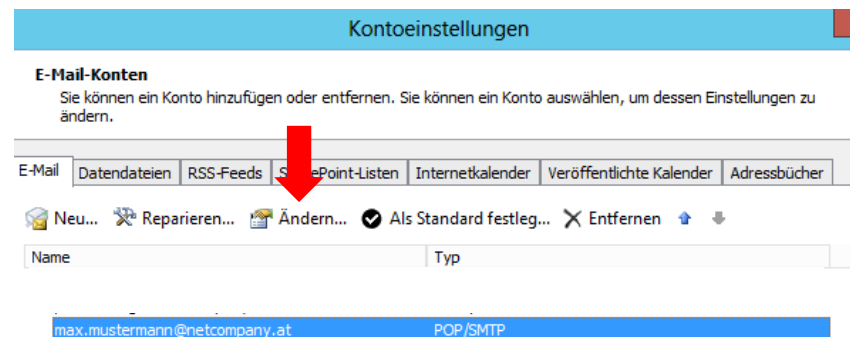 Kontoeinstellungen
E-Mail-Konten
Sie können ein Konto hinzufügen oder entfernen. Sie können ein Konto auswählen, um dessen Einstellungen zu
ändern.
E-Mail Datendateien RSS-Feeds SharePoint-Listen Internetkalender Veröffentlichte Kalender Adressbücher
Neu... Reparieren... Ändern... Als Standard festleg... Entfernen
Name Typ
max.mustermann@netcompany.at POP/SMTP